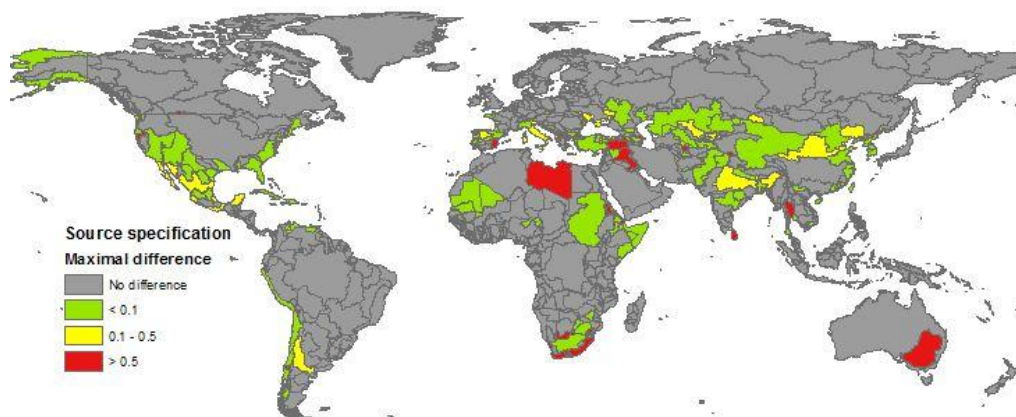 Source specification
Maximal difference
No difference
< 0.1
0.1 - 0.5
> 0.5